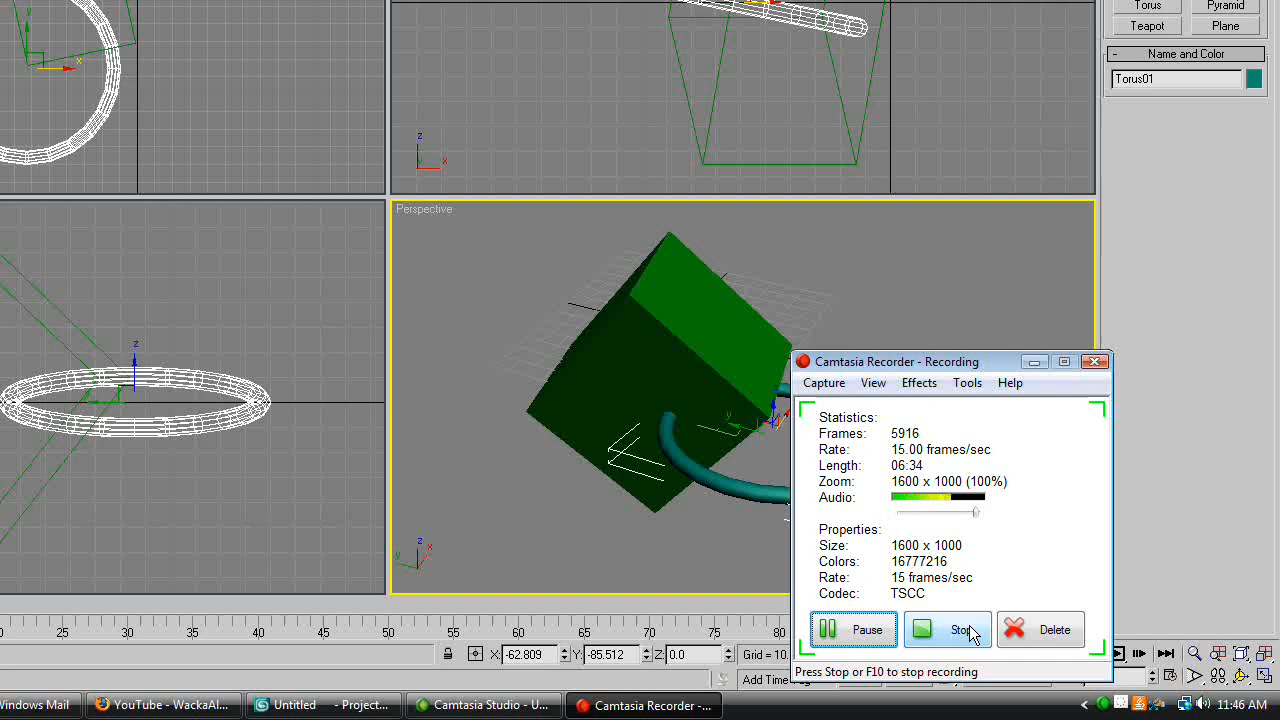 Torus
Pyramid
Teapot
Plane
- Name and Color
Torus01
y
x
z
x
Perspective
z
y
z
y
x
Camtasia Recorder - Recording
Capture View Effects Tools Help
Statistics:
Frames: 5916
Rate: 15.00 frames/sec
Length: 06:34
Zoom: 1600 x 1000 (100%)
Audio:
Properties:
Size: 1600 x 1000
Colors: 16777216
Rate: 15 frames/sec
Codec: TSCC
Pause Stop Delete
Press Stop or F10 to stop recording
25 30 35 40 45 50 55 60 65 70 75 80
X: -62.809 Y: -85.512 Z: 0.0 Grid = 10.
Add Time
Windows Mail YouTube - WackaAl... Untitled - Project... Camtasia Studio - U... Camtasia Recorder -... < 11:46 AM